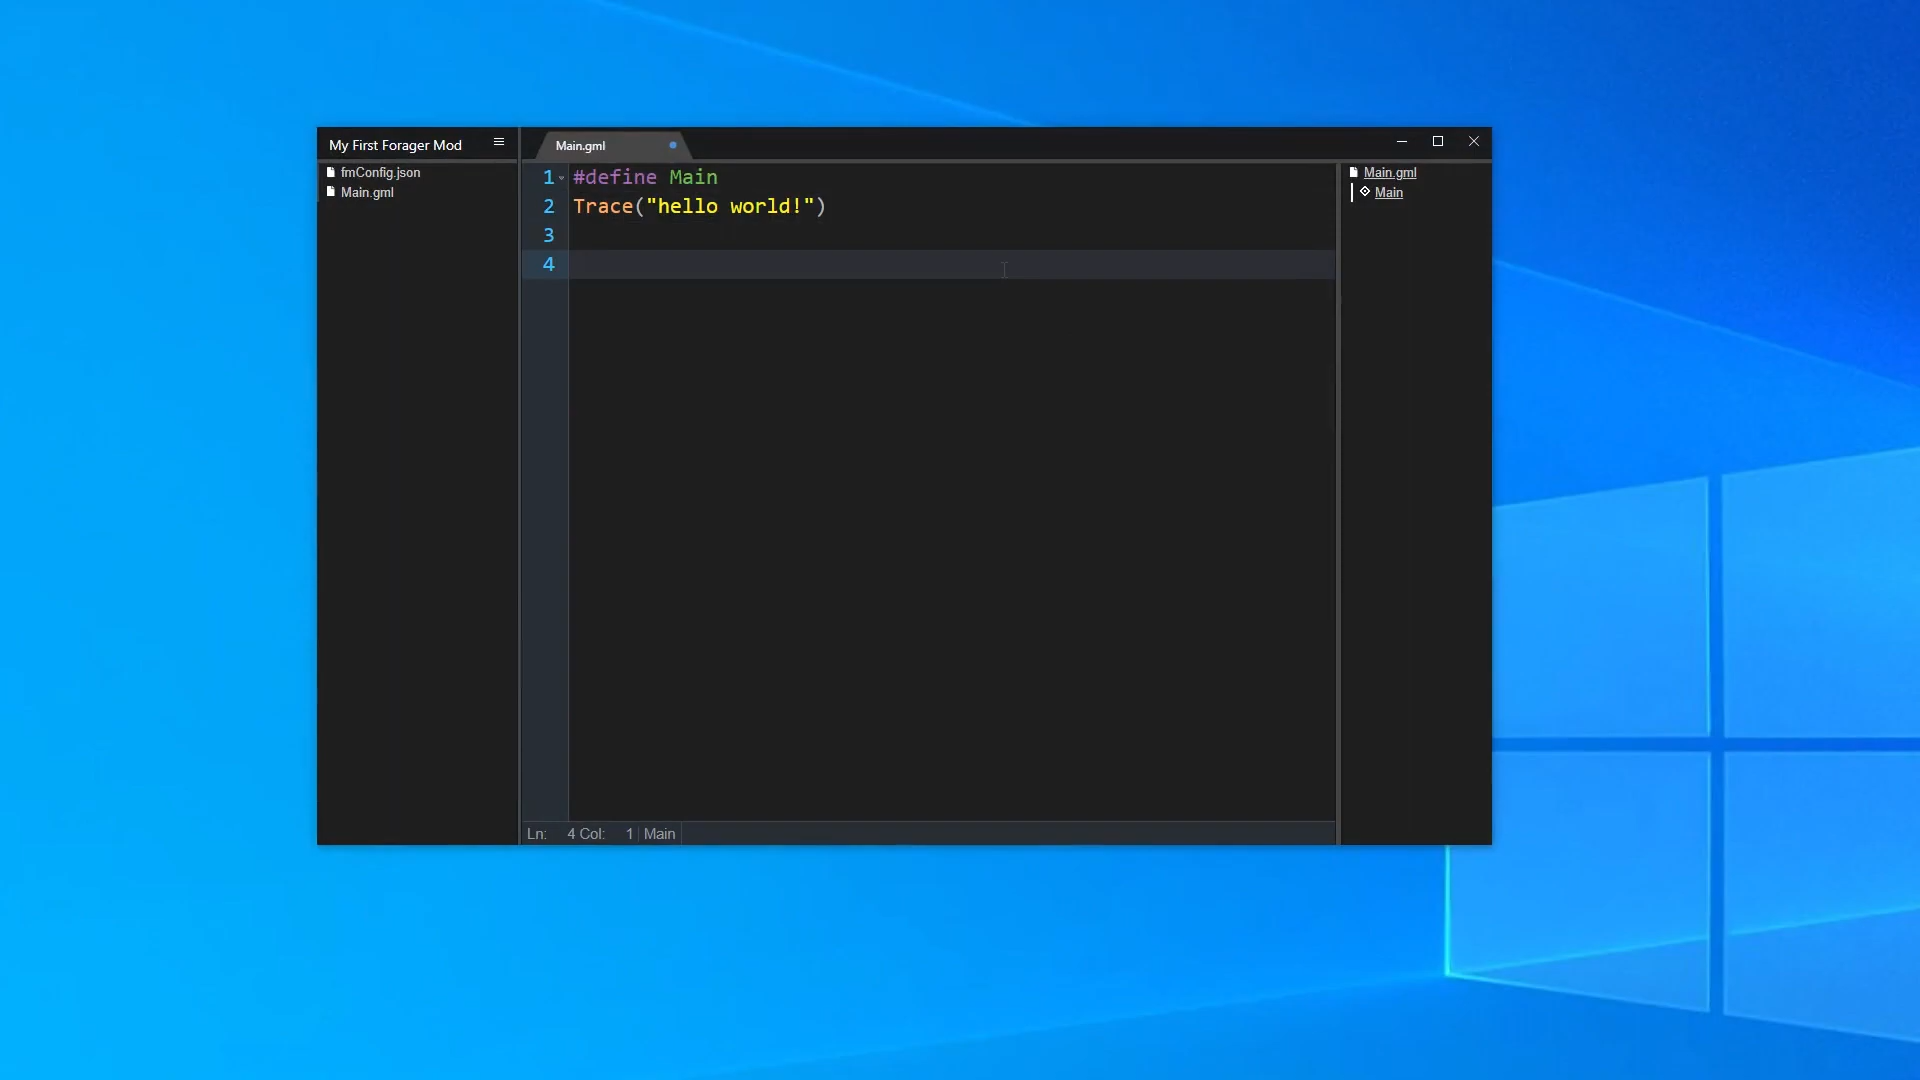 My First Forager Mod
fmConfig.json
Main.gml
Main.gml
1 #define Main
2 Trace("hello world!")
3
4
Ln: 4 Col: 1 Main
Main.gml
Main